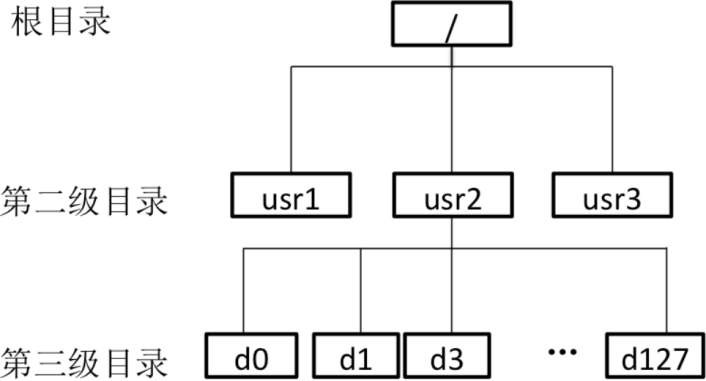 根目录 /
第二级目录 usr1 usr2 usr3
第三级目录 d0 d1 d3 ... d127